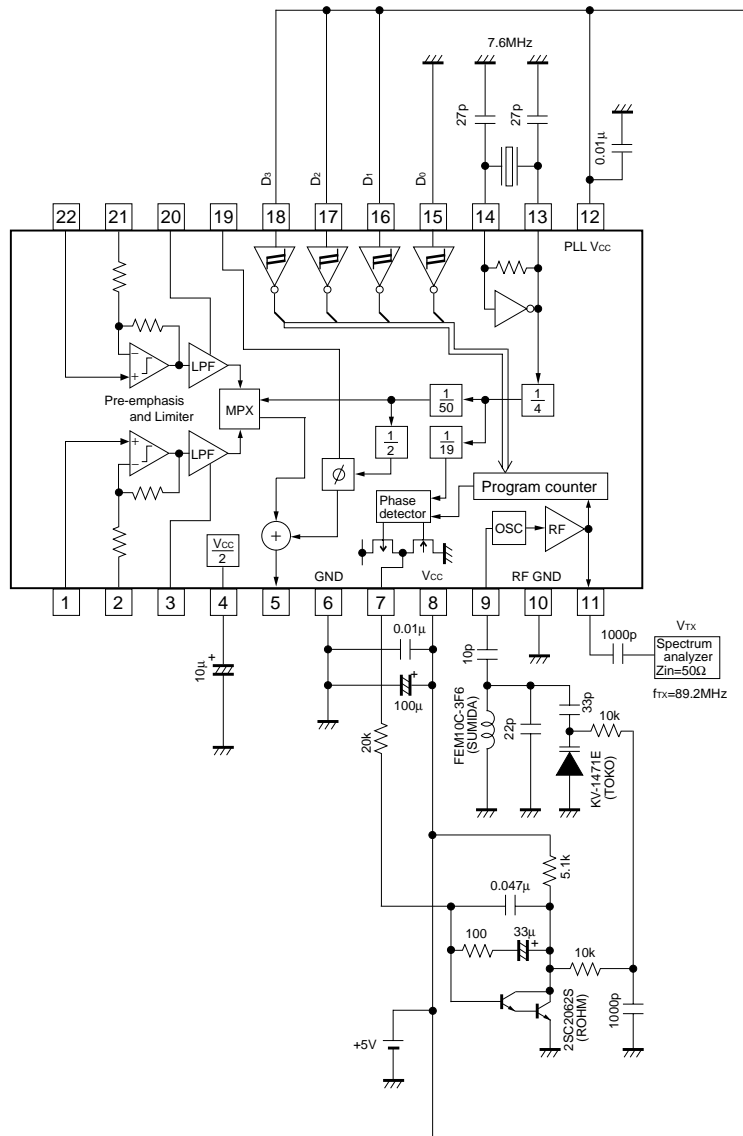 7.6MHz
27p
27p
0.01μ
D3
D2
D1
D0
22
21
20
19
18
17
16
15
14
13
12
PLL VCC
LPF
Pre-emphasis
and Limiter
MPX
LPF
1
50
1
4
1
2
1
19
ϕ
Phase
detector
Program counter
OSC
RF
VCC
2
+
GND
VCC
RF GND
1
2
3
4
5
6
7
8
9
10
11
VTX
1000p
Spectrum
analyzer
Zin=50Ω
fTX=89.2MHz
10μ
+
0.01μ
100μ
+
20k
10p
FEM10C-3F6
(SUMIDA)
22p
33p
10k
KV-1471E
(TOKO)
5.1k
0.047μ
100
33μ
+
10k
1000p
2SC2062S
(ROHM)
+5V